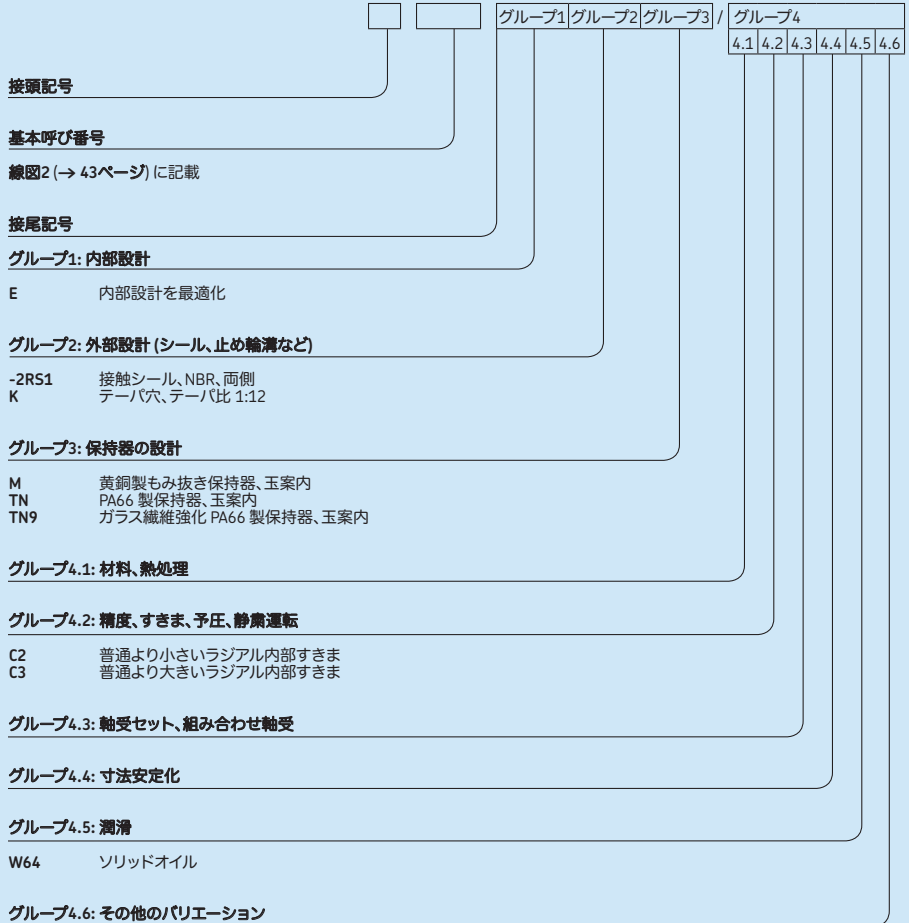 グループ1 グループ2 グループ3 / グループ4
4.1 4.2 4.3 4.4 4.5 4.6
接頭記号
基本呼び番号
線図2 (→ 43ページ) に記載
接尾記号
グループ1: 内部設計
E 内部設計を最適化
グループ2: 外部設計 (シール、止め輪溝など)
-2RS1 接触シール、NBR、両側
K テーパ穴、テーパ比 1:12
グループ3: 保持器の設計
M 黄銅製もみ抜き保持器、玉案内
TN PA66 製保持器、玉案内
TN9 ガラス繊維強化 PA66 製保持器、玉案内
グループ4.1: 材料、熱処理
グループ4.2: 精度、すきま、予圧、静粛運転
C2 普通より小さいラジアル内部すきま
C3 普通より大きいラジアル内部すきま
グループ4.3: 軸受セット、組み合わせ軸受
グループ4.4: 寸法安定化
グループ4.5: 潤滑
W64 ソリッドオイル
グループ4.6: その他のバリエーション